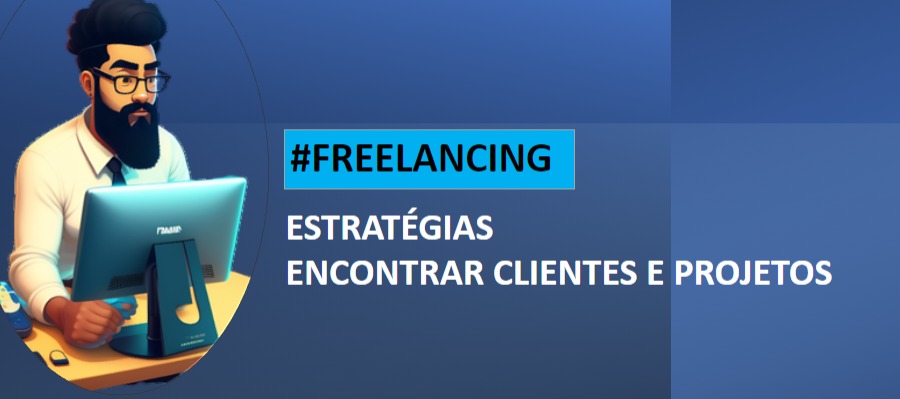 #FREELANCING
ESTRATÉGIAS
ENCONTRAR CLIENTES E PROJETOS